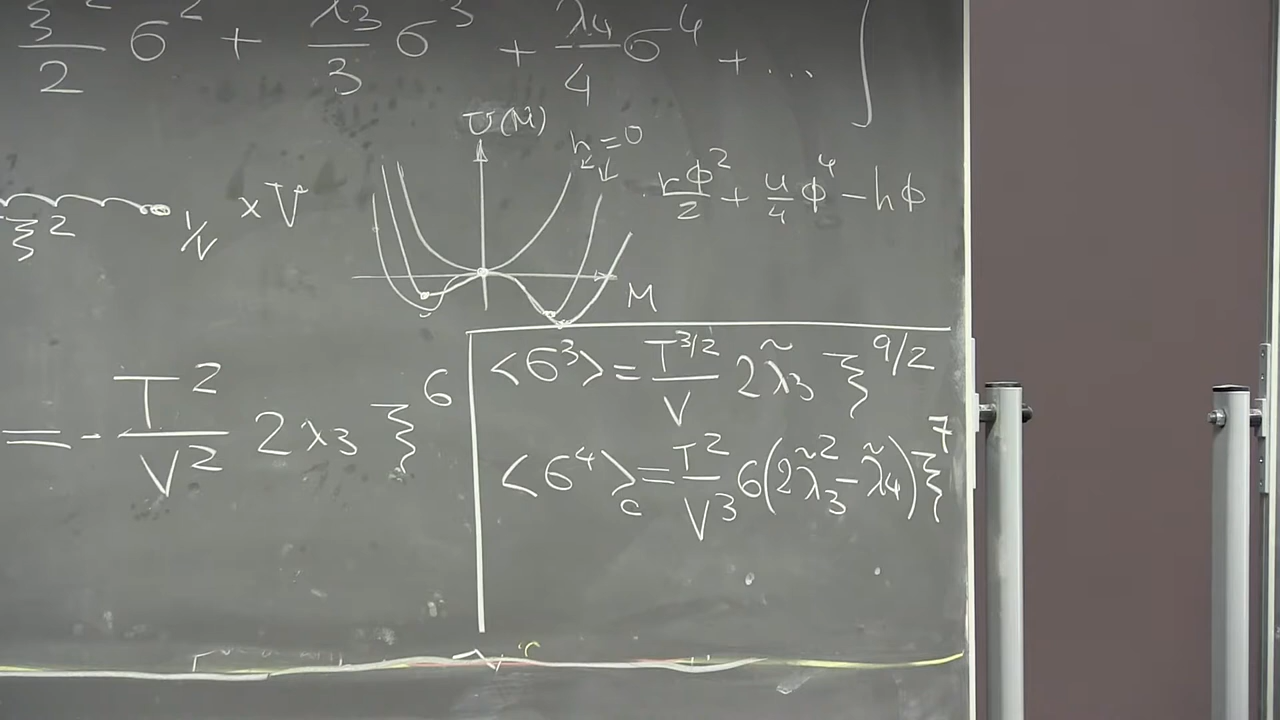 ξ²/2 σ² + λ₃/3 σ³ + λ₄/4 σ⁴ + ... ]
U(M)
h=0
rφ²/2 + u/4 φ⁴ - hφ
ξ² 1/V × V
M
= - T²/V² 2λ₃ ξ⁶
<σ³> = T^{3/2}/V 2λ̃₃ ξ^{9/2}
<σ⁴>_c = T²/V³ 6(2λ̃₃² - λ̃₄) ξ⁷